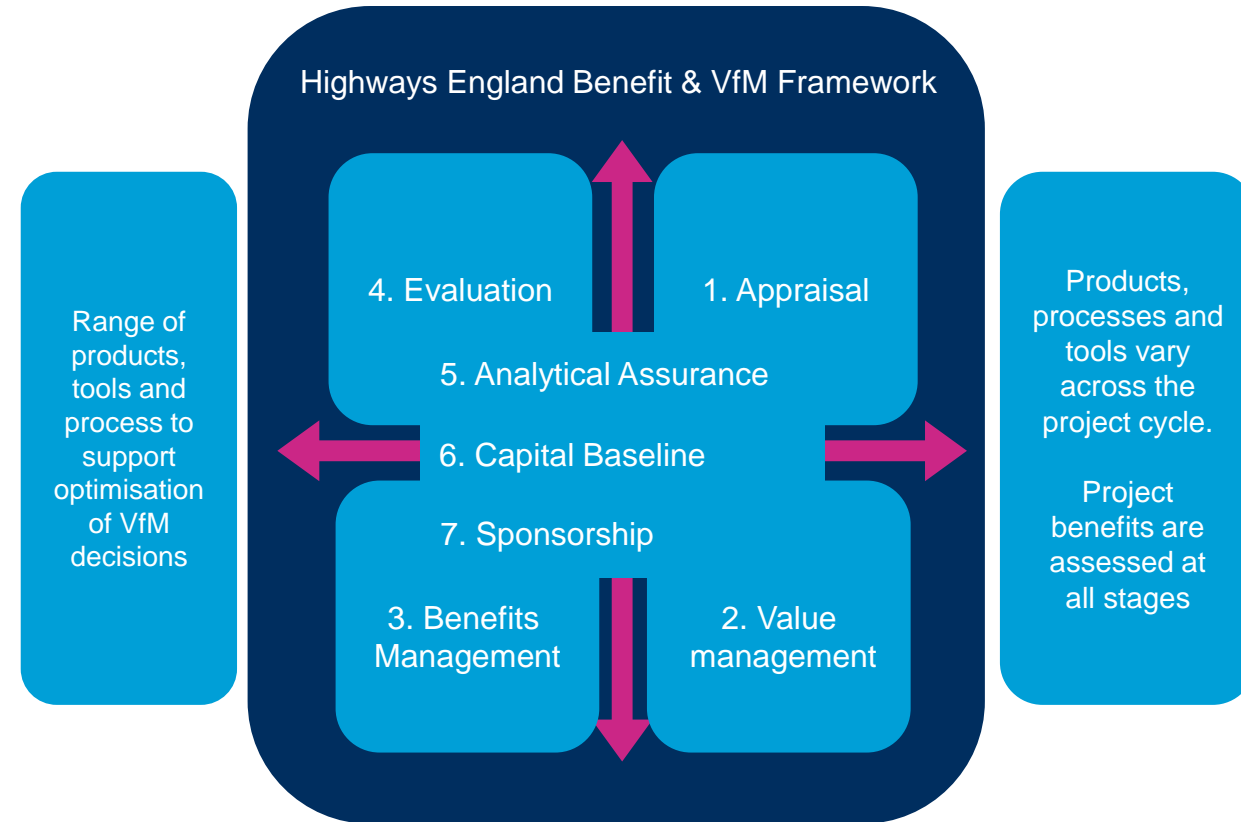 Highways England Benefit & VfM Framework
Range of
products,
tools and
process to
support
optimisation
of VfM
decisions
4. Evaluation
1. Appraisal
5. Analytical Assurance
6. Capital Baseline
7. Sponsorship
3. Benefits
Management
2. Value
management
Products,
processes and
tools vary
across the
project cycle.
Project
benefits are
assessed at
all stages